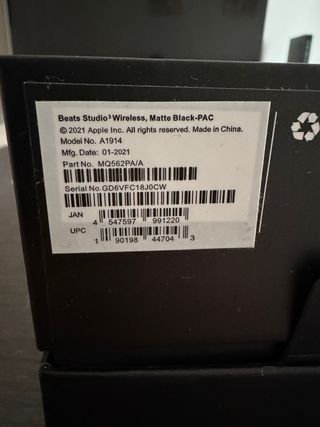 Beats Studio³ Wireless, Matte Black-PAC
© 2021 Apple Inc. All rights reserved. Made in China.
Model No. A1914
Mfg. Date: 01-2021
Part No. MQ562PA/A
Serial No.GD6VFC18J0CW
JAN
4 547597 991220
UPC
1 90198 44704 3